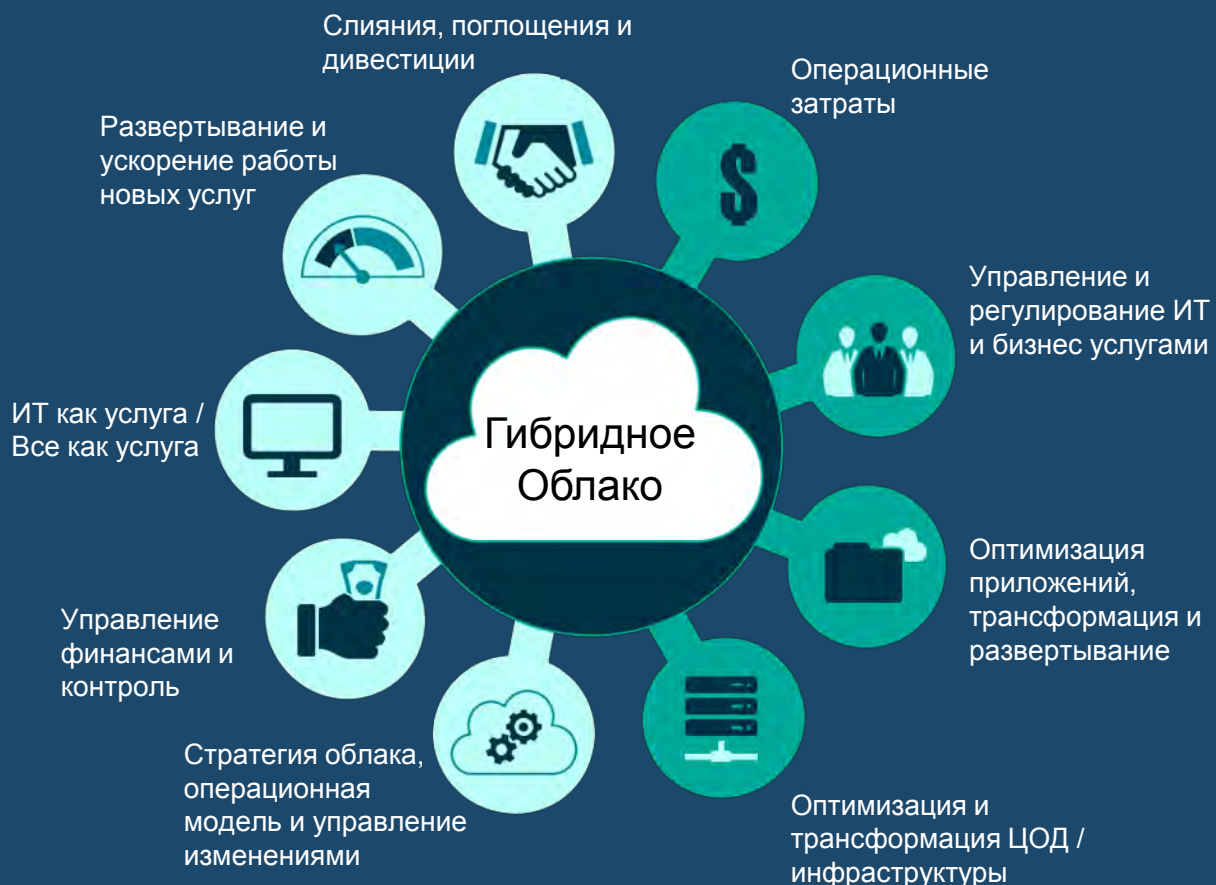 Слияния, поглощения и
дивестиции
Операционные
затраты
Развертывание и
ускорение работы
новых услуг
Управление и
регулирование ИТ
и бизнес услугами
ИТ как услуга /
Все как услуга
Гибридное
Облако
Оптимизация
приложений,
трансформация и
развертывание
Управление
финансами и
контроль
Стратегия облака,
операционная
модель и управление
изменениями
Оптимизация и
трансформация ЦОД /
инфраструктуры
$